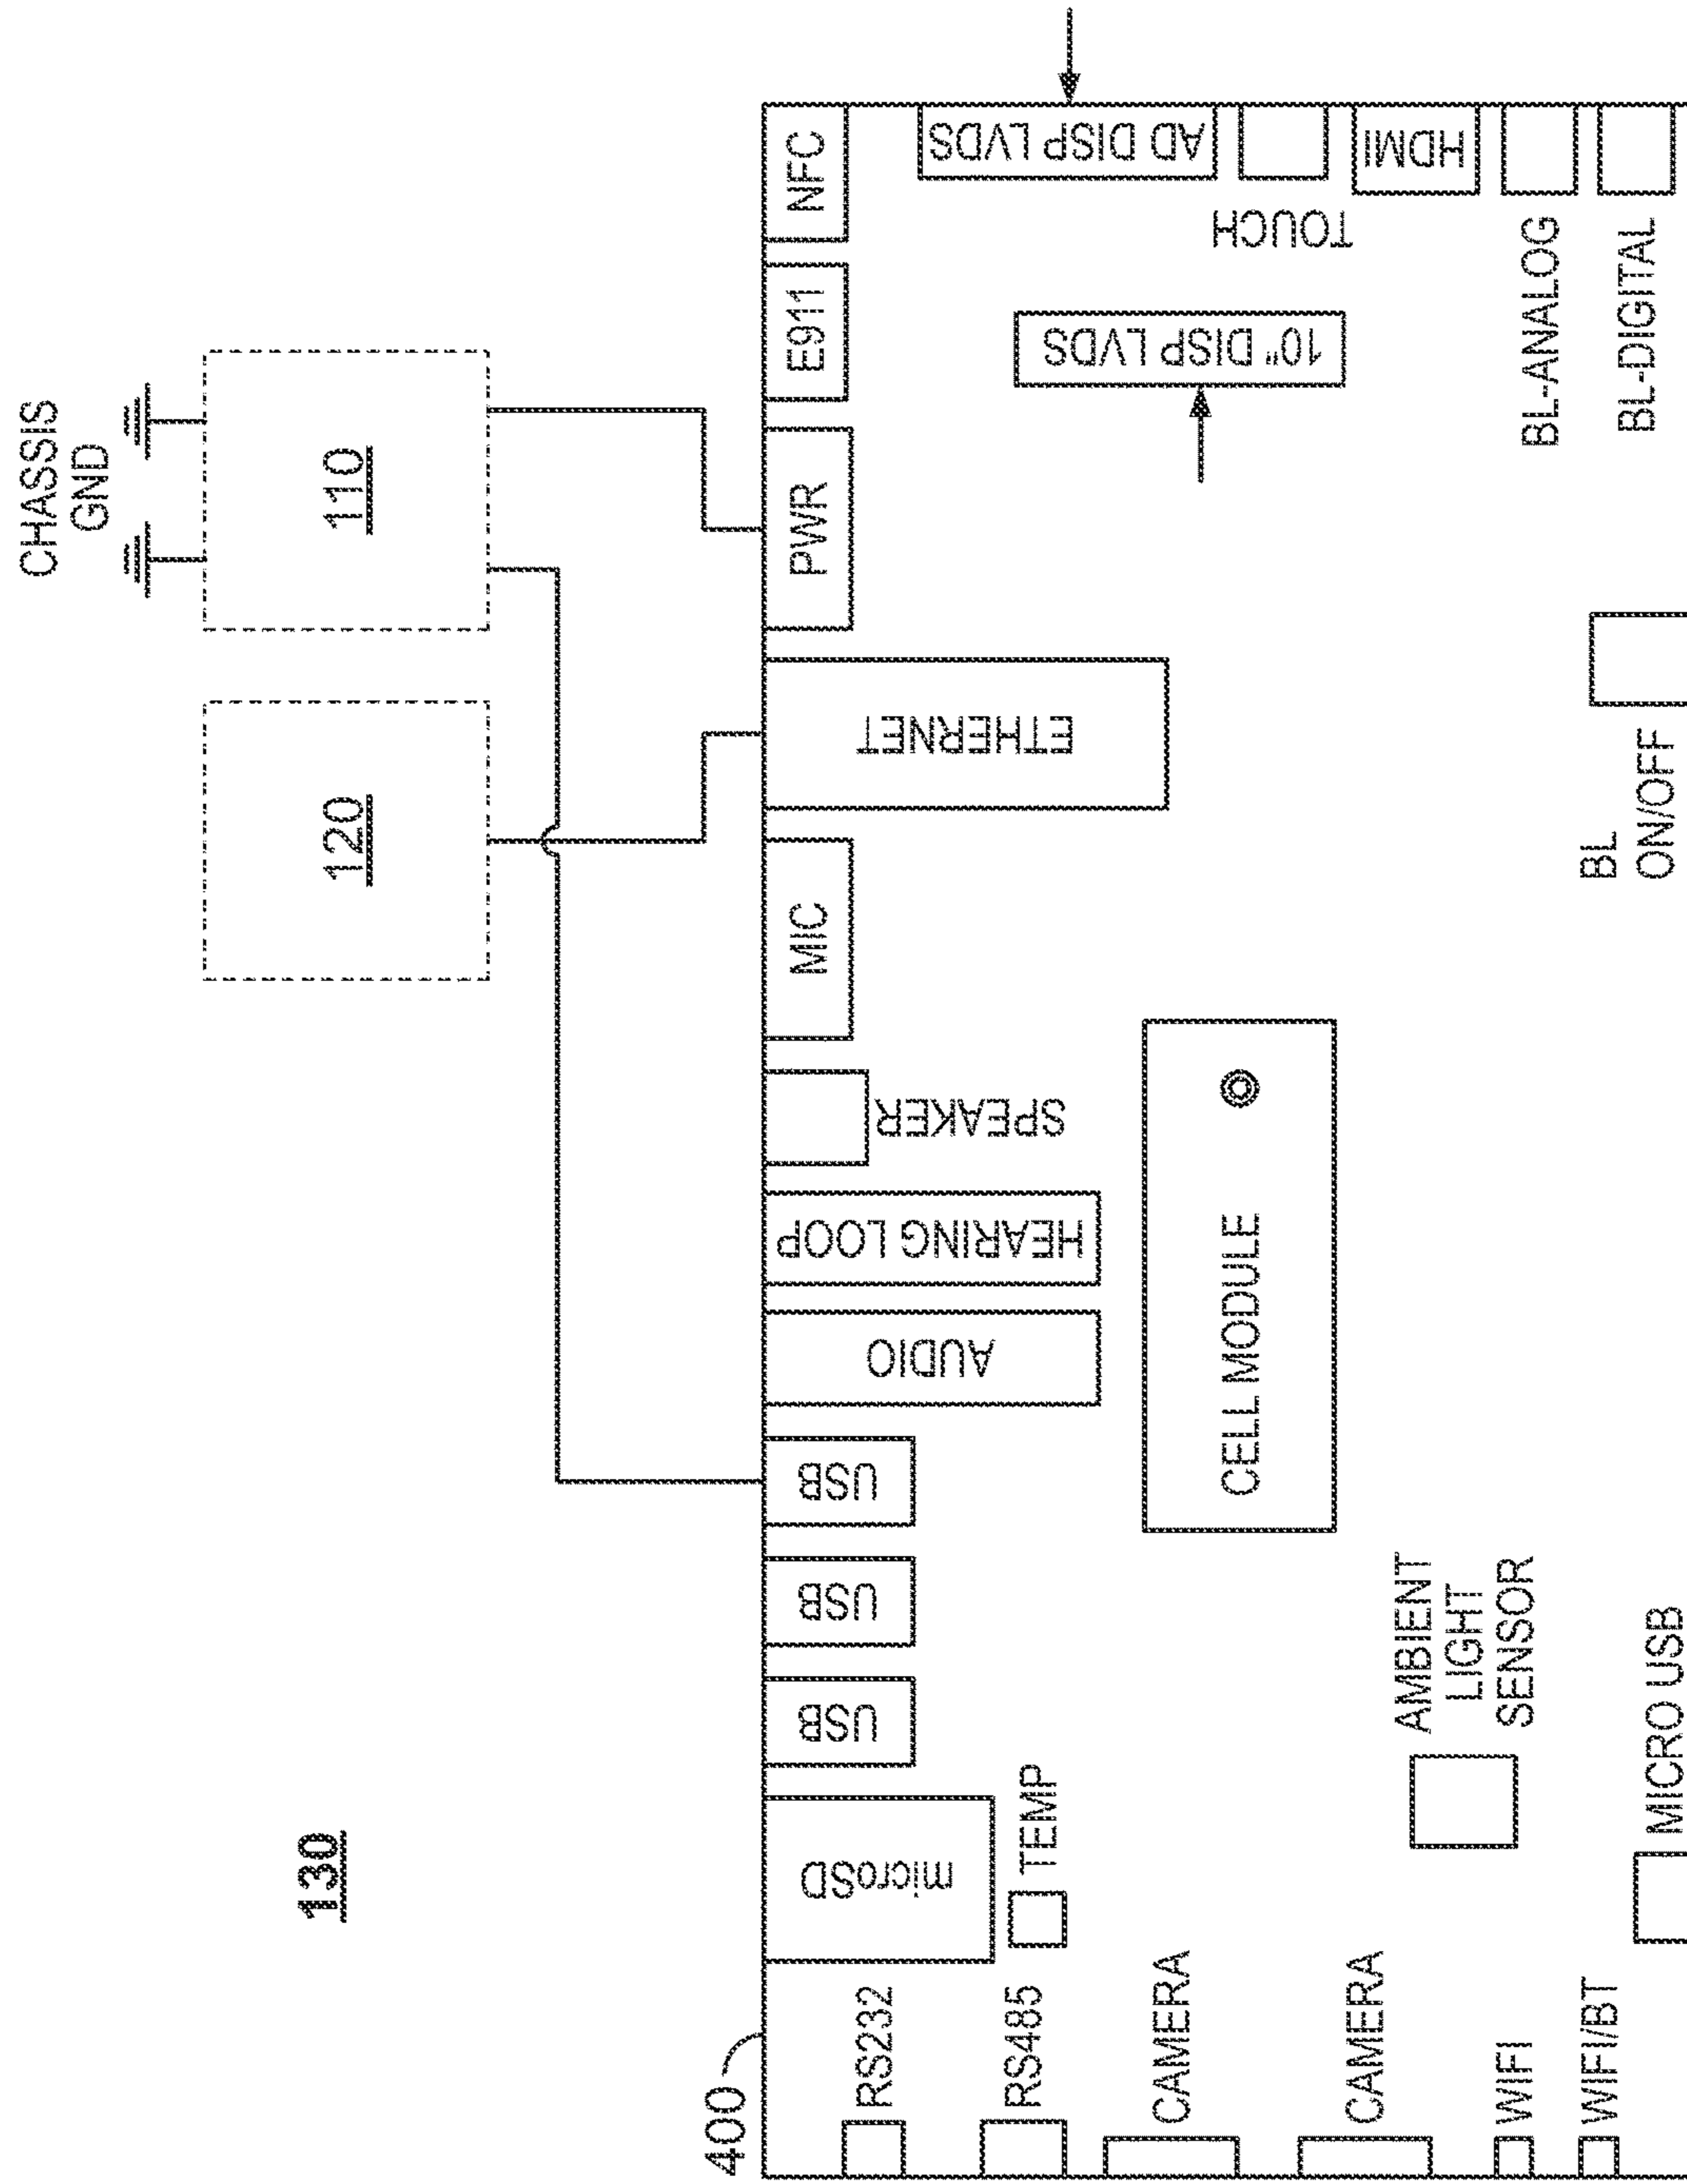 130
CHASSIS
GND
120
110
400
microSD
USB
USB
USB
AUDIO
HEARING LOOP
SPEAKER
MIC
ETHERNET
PWR
E911
NFC
RS232
RS485
TEMP
CAMERA
CAMERA
WIFI
WIFI/BT
AMBIENT
LIGHT
SENSOR
MICRO USB
CELL MODULE
BL
ON/OFF
10" DISP LVDS
AD DISP LVDS
TOUCH
HDMI
BL-ANALOG
BL-DIGITAL